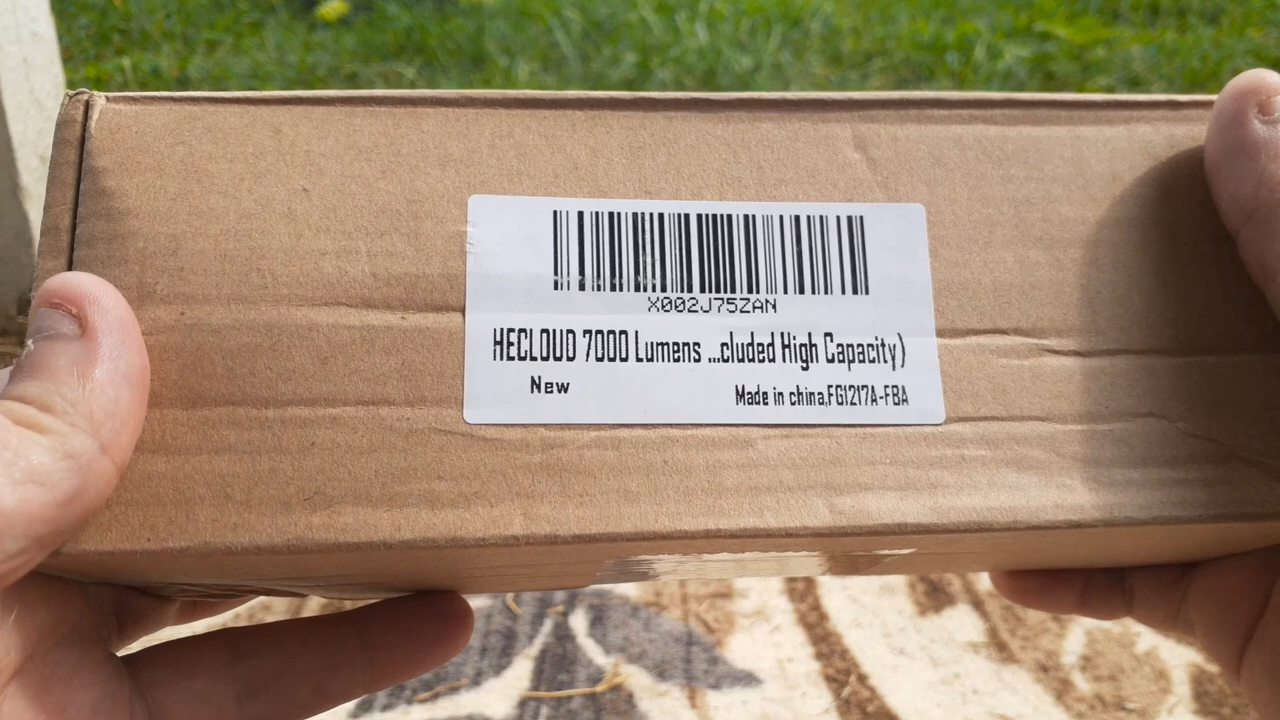 X002J75ZAN
HECLOUD 7000 Lumens ...cluded High Capacity)
New
Made in china,FG1217A-FBA